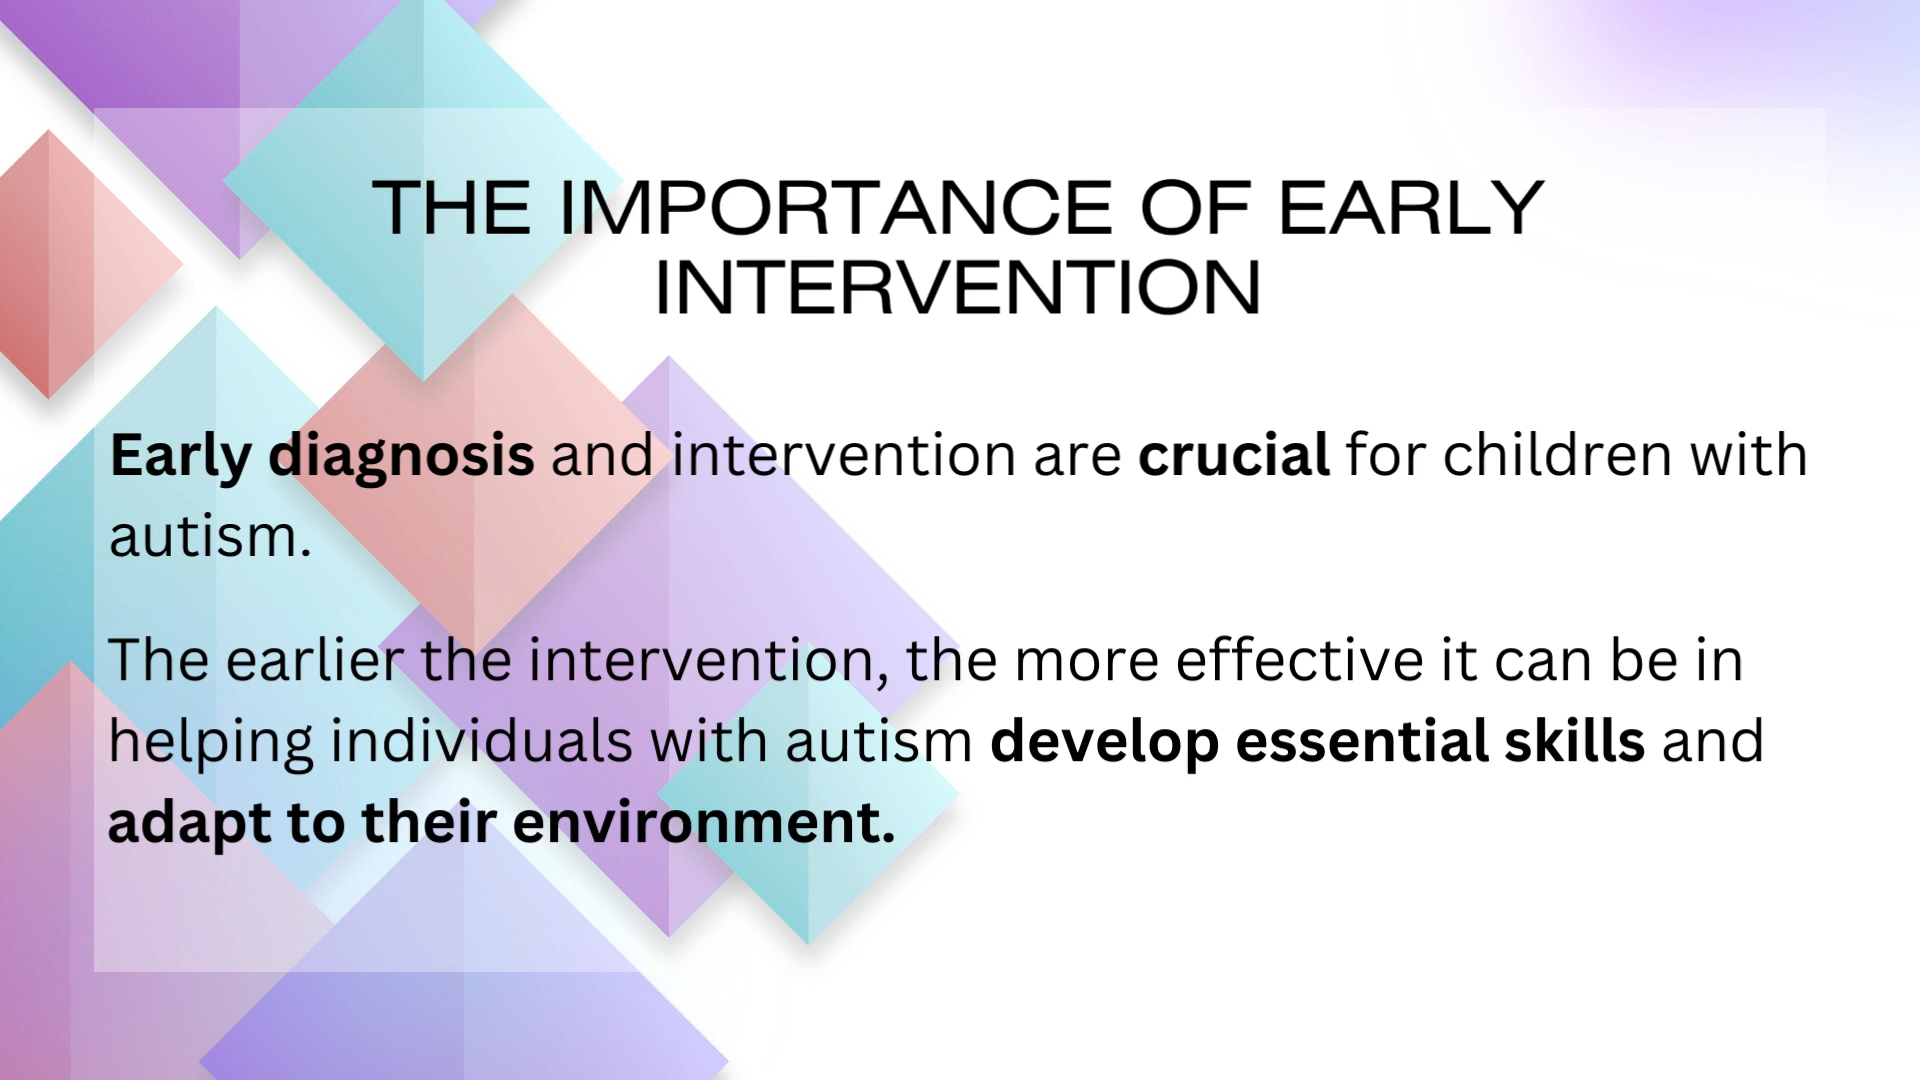 THE IMPORTANCE OF EARLY
INTERVENTION
Early diagnosis and intervention are crucial for children with
autism.
The earlier the intervention, the more effective it can be in
helping individuals with autism develop essential skills and
adapt to their environment.